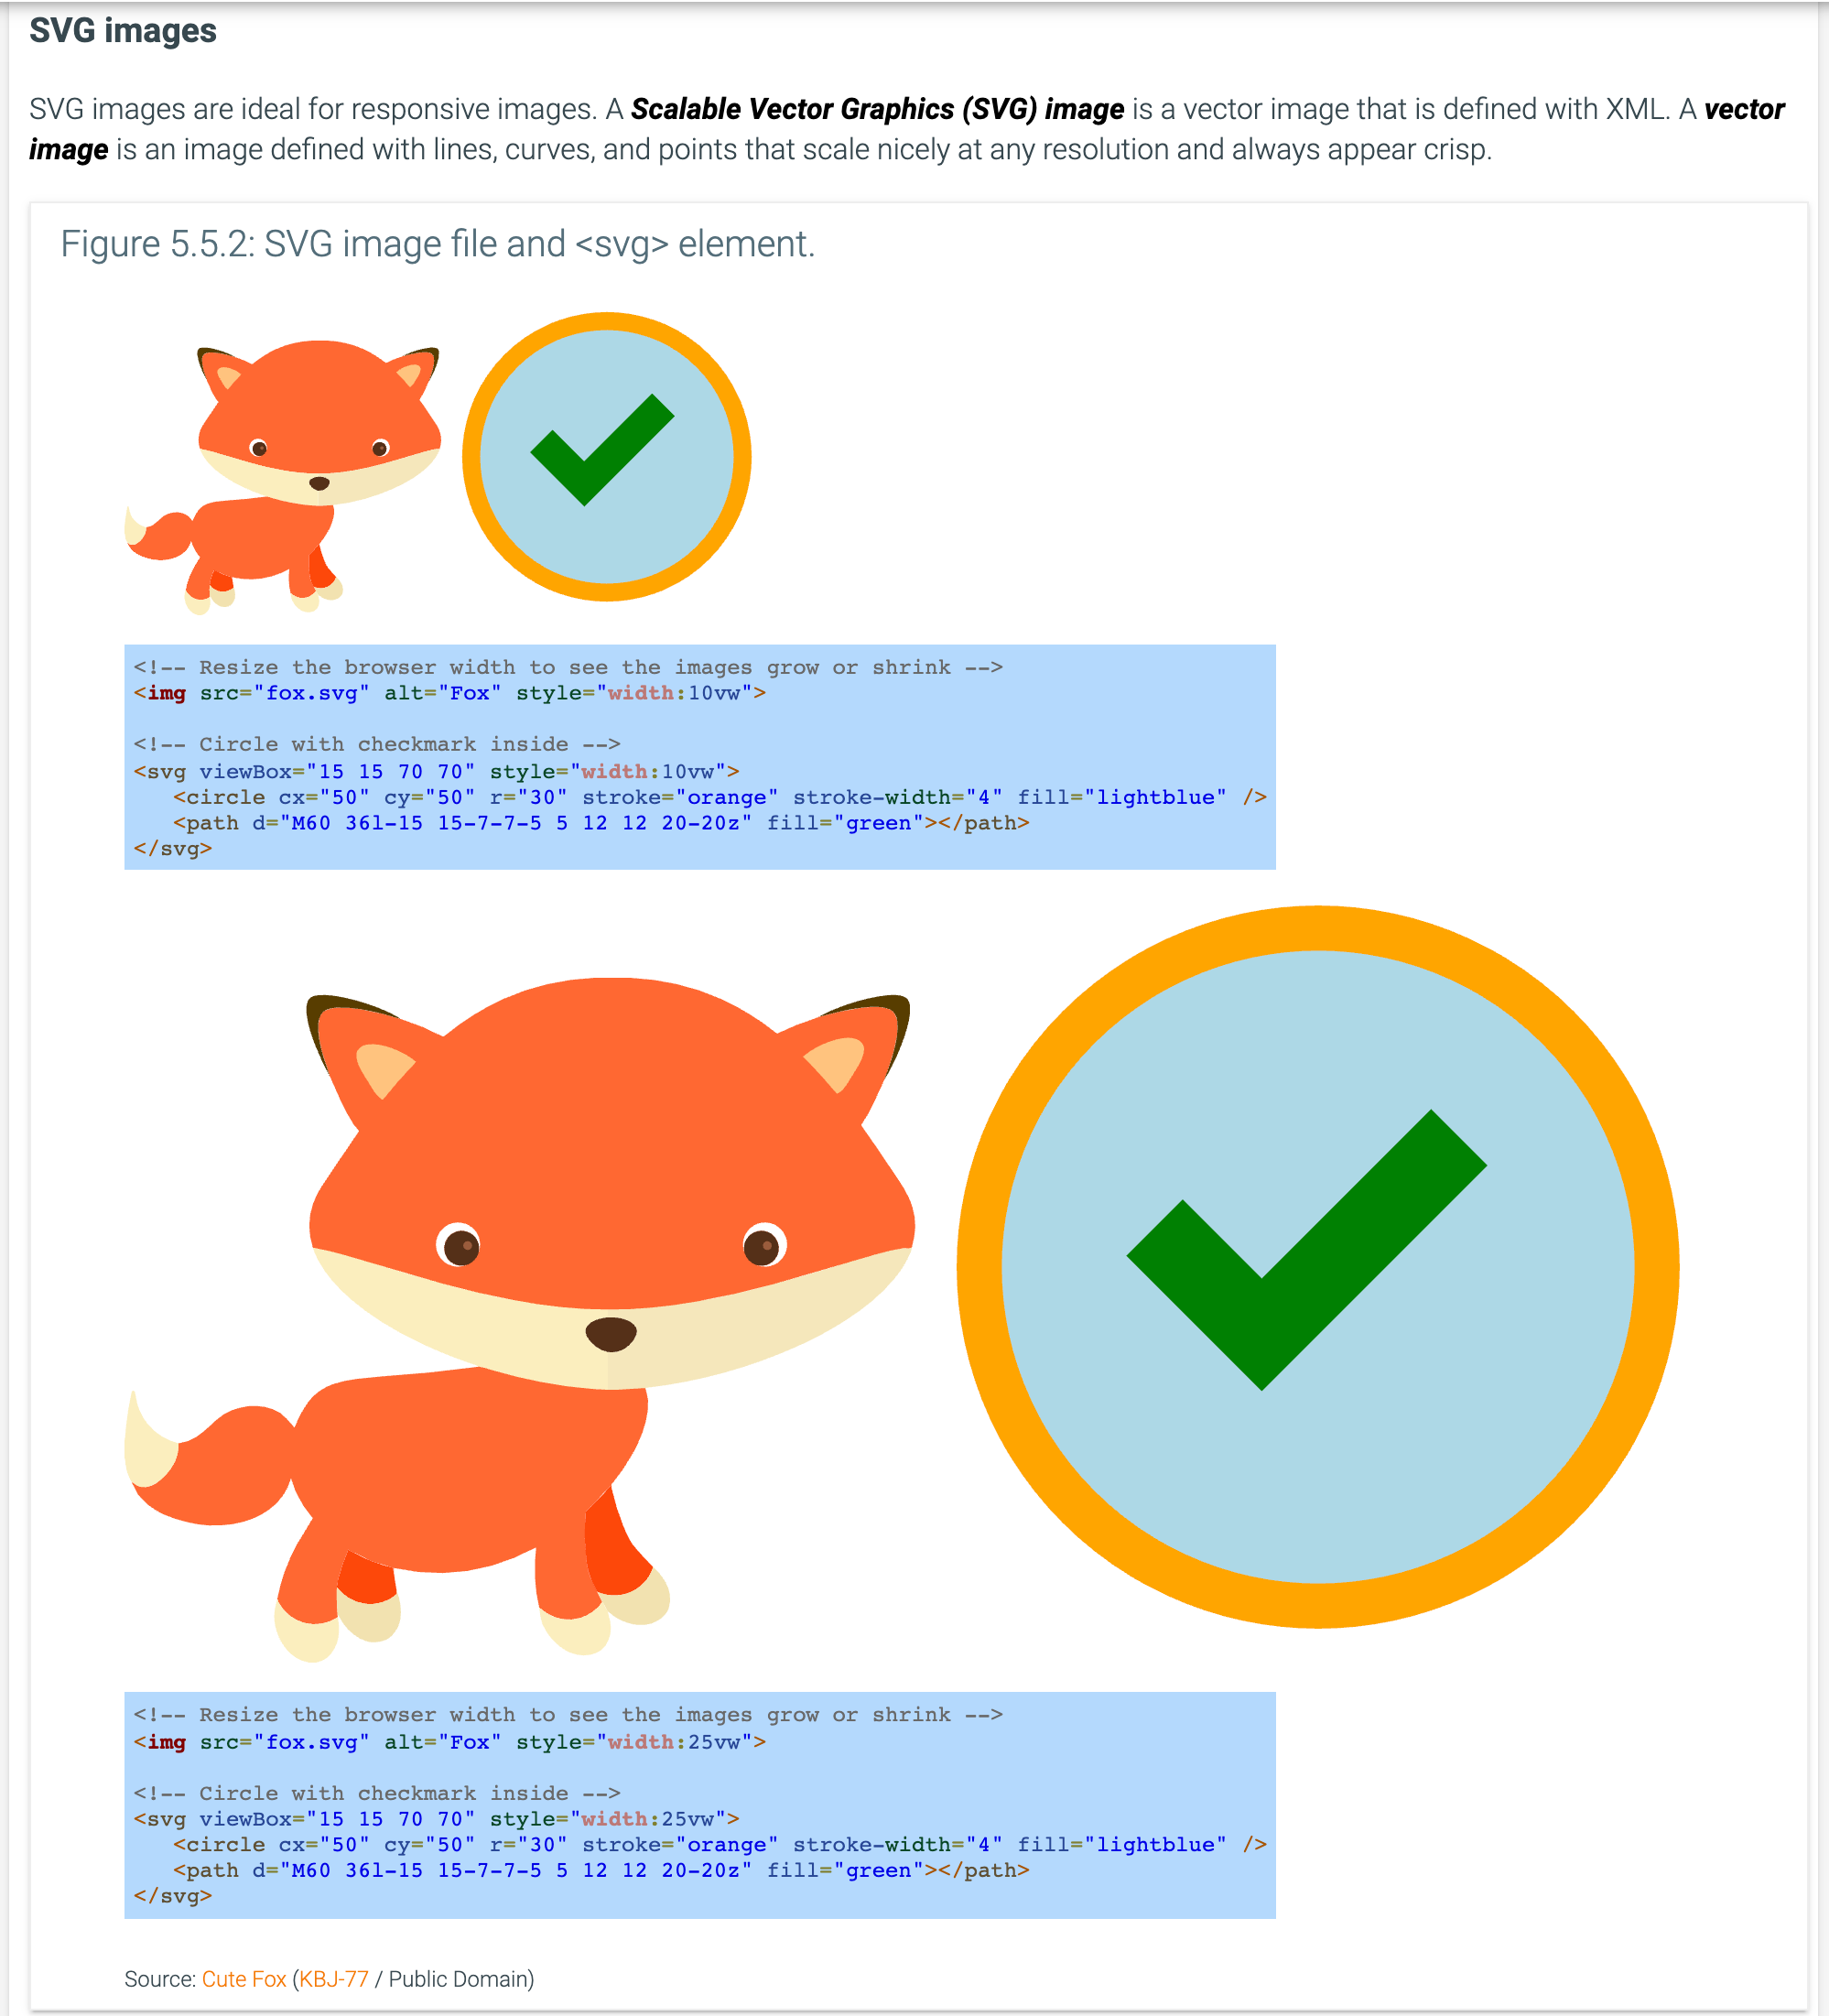 SVG images
SVG images are ideal for responsive images. A Scalable Vector Graphics (SVG) image is a vector image that is defined with XML. A vector
image is an image defined with lines, curves, and points that scale nicely at any resolution and always appear crisp.
Figure 5.5.2: SVG image file and <svg> element.
<!-- Resize the browser width to see the images grow or shrink -->
<img src="fox.svg" alt="Fox" style="width:10vw">
<!-- Circle with checkmark inside -->
<svg viewBox="15 15 70 70" style="width:10vw">
   <circle cx="50" cy="50" r="30" stroke="orange" stroke-width="4" fill="lightblue" />
   <path d="M60 36l-15 15-7-7-5 5 12 12 20-20z" fill="green"></path>
</svg>
<!-- Resize the browser width to see the images grow or shrink -->
<img src="fox.svg" alt="Fox" style="width:25vw">
<!-- Circle with checkmark inside -->
<svg viewBox="15 15 70 70" style="width:25vw">
   <circle cx="50" cy="50" r="30" stroke="orange" stroke-width="4" fill="lightblue" />
   <path d="M60 36l-15 15-7-7-5 5 12 12 20-20z" fill="green"></path>
</svg>
Source: Cute Fox (KBJ-77 / Public Domain)